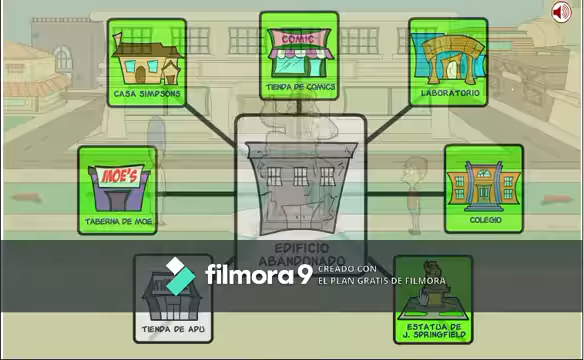 COMIC
CASA SIMPSONS
TIENDA DE COMICS
LABORATORIO
MOE'S
TABERNA DE MOE
COLEGIO
EDIFICIO
ABANDONADO
filmora9
CREADO CON
EL PLAN GRATIS DE FILMORA
TIENDA DE APU
ESTATUA DE
J. SPRINGFIELD